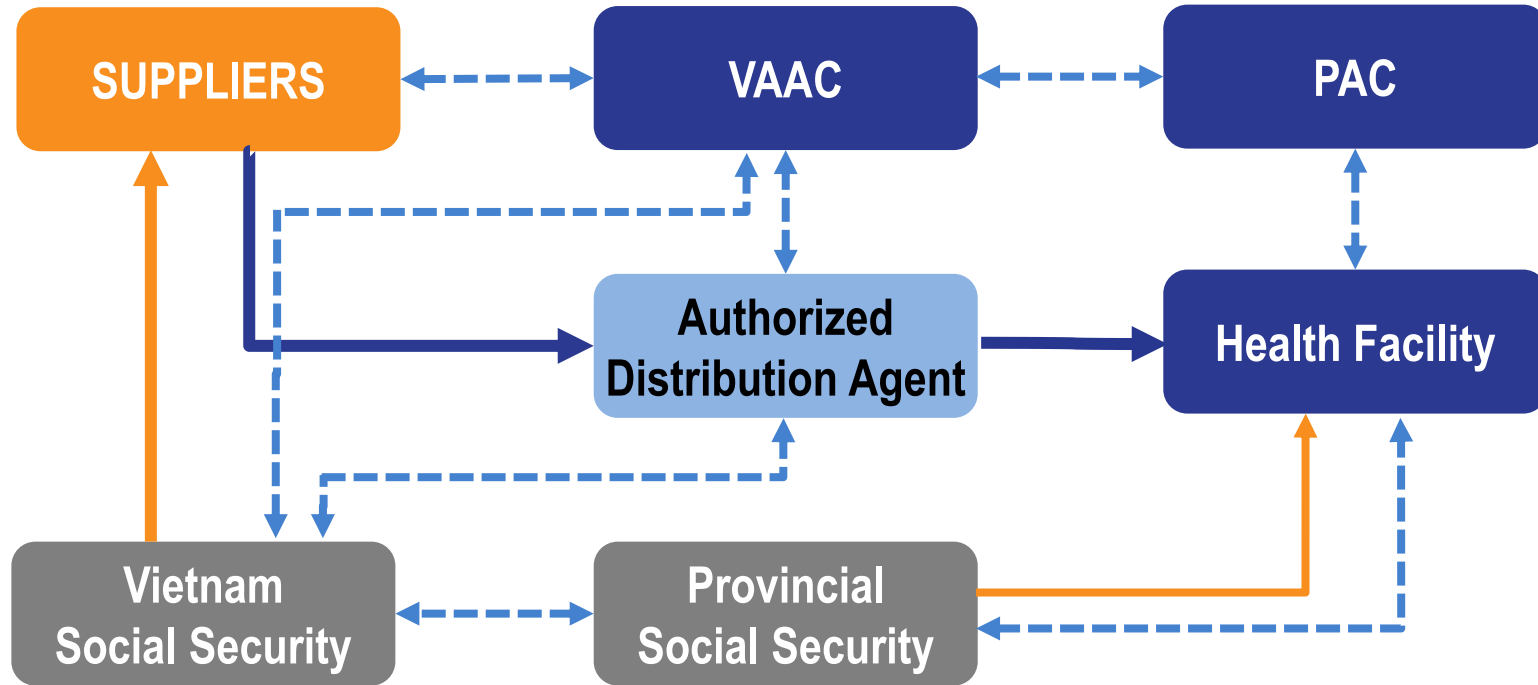 SUPPLIERS
VAAC
PAC
Authorized
Distribution Agent
Health Facility
Vietnam
Social Security
Provincial
Social Security